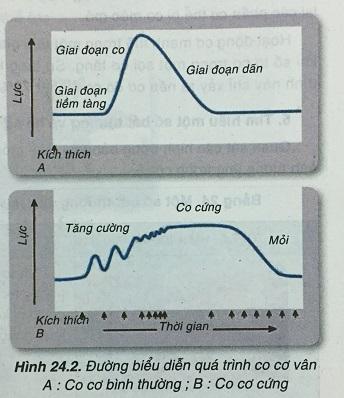 Giai đoạn co
Giai đoạn dãn
Lực
Giai đoạn
tiềm tàng
Kích thích
A
Co cứng
Tăng cường
Lực
Mỏi
Kích thích
Thời gian
B
Hình 24.2. Đường biểu diễn quá trình co cơ vân
A : Co cơ bình thường ; B : Co cơ cứng